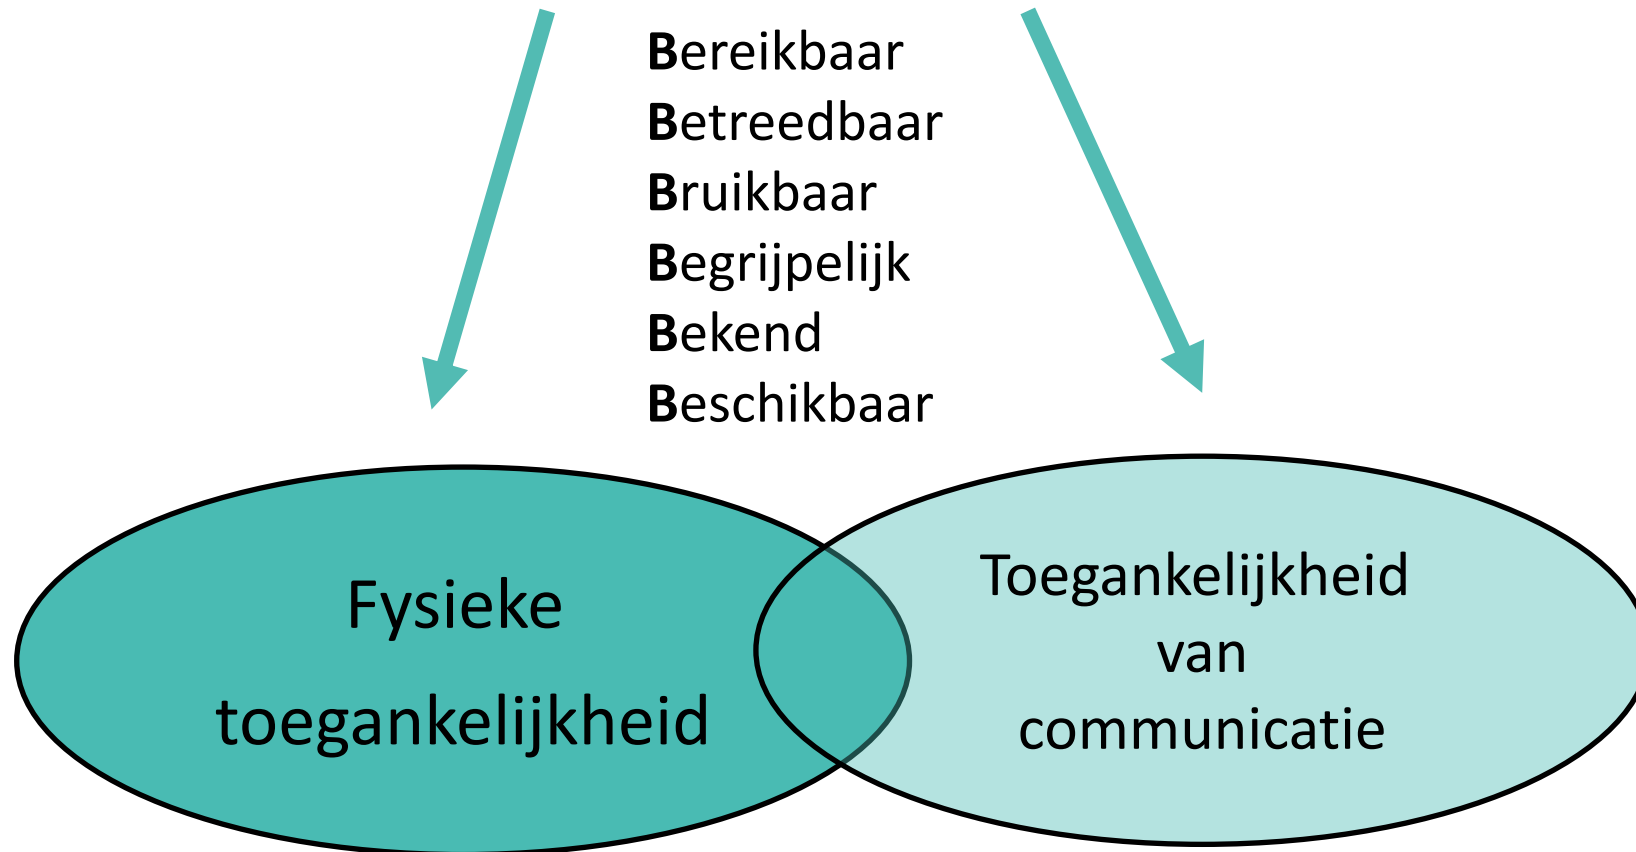 Bereikbaar
Betreedbaar
Bruikbaar
Begrijpelijk
Bekend
Beschikbaar
Fysieke
toegankelijkheid
Toegankelijkheid
van
communicatie